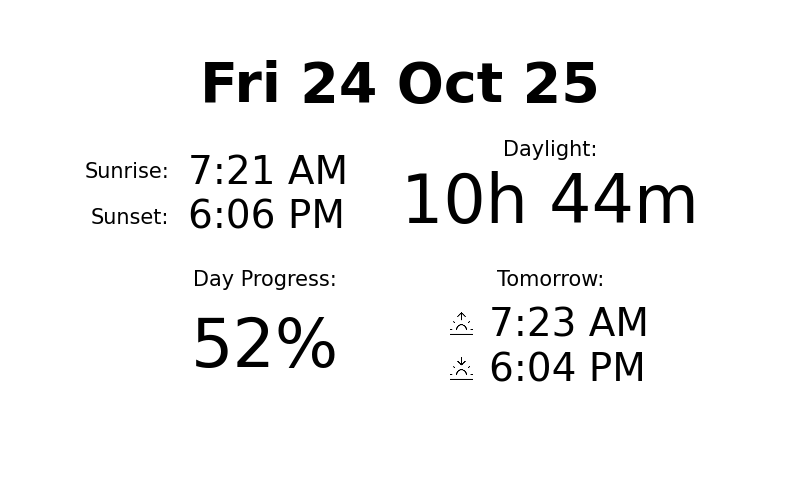 Fri 24 Oct 25
Sunrise: 7:21 AM
Sunset: 6:06 PM
Daylight:
10h 44m
Day Progress:
52%
Tomorrow:
7:23 AM
6:04 PM